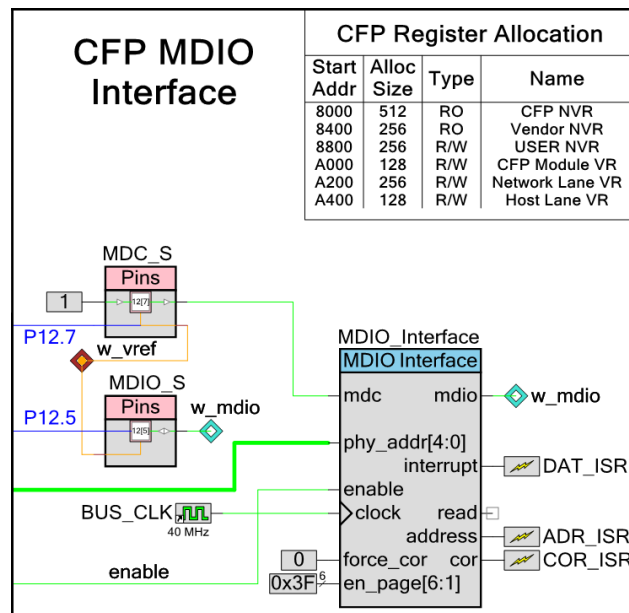 CFP MDIO
Interface
CFP Register Allocation
Start Addr Alloc Size Type Name
8000 512 RO CFP NVR
8400 256 RO Vendor NVR
8800 256 R/W USER NVR
A000 128 R/W CFP Module VR
A200 256 R/W Network Lane VR
A400 128 R/W Host Lane VR
MDC_S
Pins
1
12[7]
P12.7
w_vref
MDIO_S
Pins
w_mdio
P12.5
12[5]
MDIO_Interface
MDIO Interface
mdc mdio
w_mdio
phy_addr[4:0]
interrupt
DAT_ISR
enable
BUS_CLK
40 MHz
clock read
address
ADR_ISR
0
force_cor cor
COR_ISR
enable
0x3F
6
en_page[6:1]